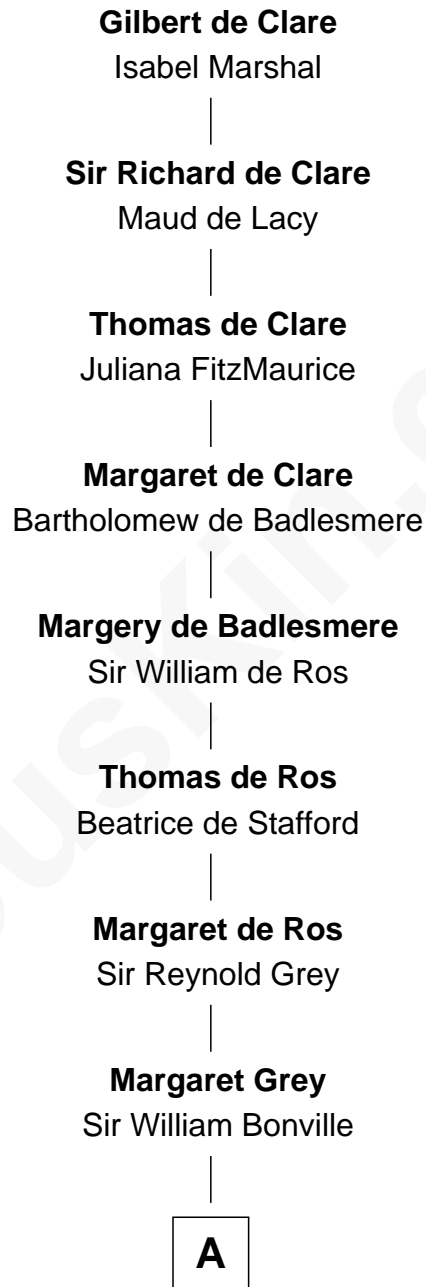 Gilbert de Clare
Isabel Marshal
Sir Richard de Clare
Maud de Lacy
Thomas de Clare
Juliana FitzMaurice
Margaret de Clare
Bartholomew de Badlesmere
Margery de Badlesmere
Sir William de Ros
Thomas de Ros
Beatrice de Stafford
Margaret de Ros
Sir Reynold Grey
Margaret Grey
Sir William Bonville
A